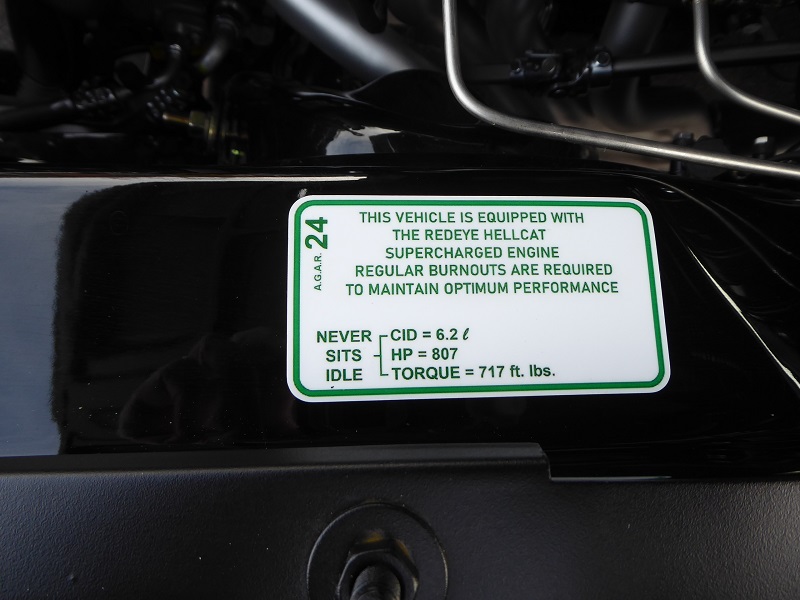 A.G.A.R. 24
THIS VEHICLE IS EQUIPPED WITH
THE REDEYE HELLCAT
SUPERCHARGED ENGINE
REGULAR BURNOUTS ARE REQUIRED
TO MAINTAIN OPTIMUM PERFORMANCE
NEVER CID = 6.2 ℓ
SITS HP = 807
IDLE TORQUE = 717 ft. lbs.